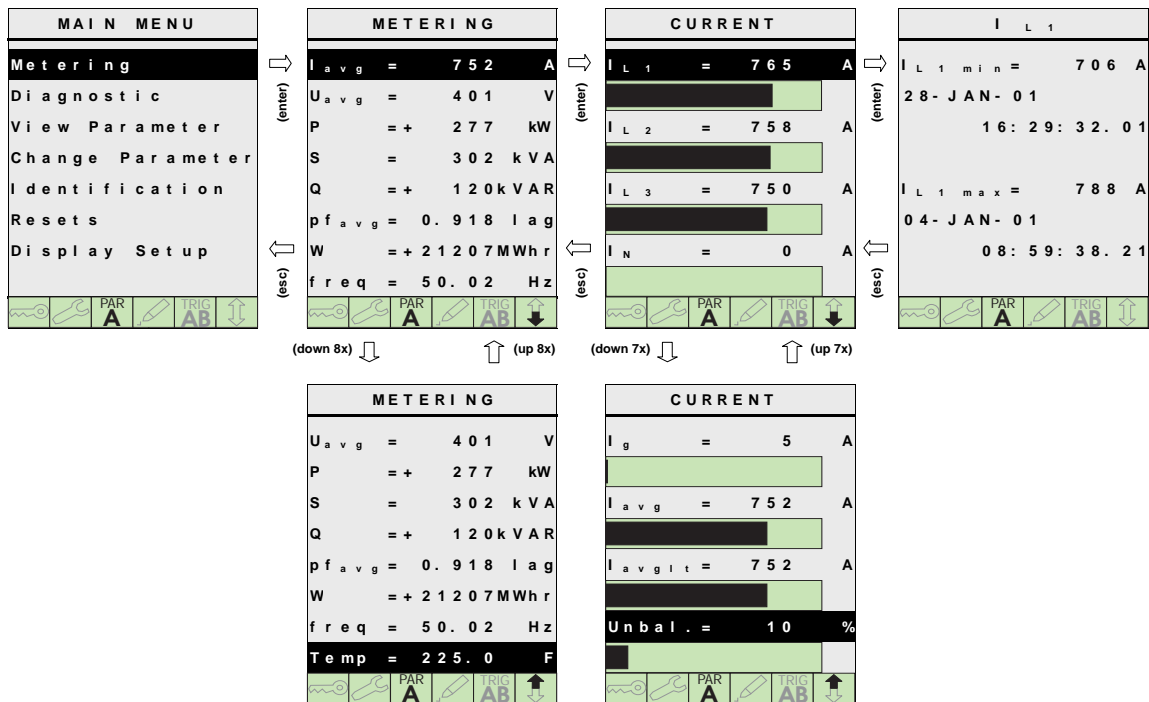 MAIN MENU
Metering
Diagnostic
View Parameter
Change Parameter
Identification
Resets
Display Setup
PAR
A
TRIG
AB
(enter)
(esc)
METERING
Iavg = 752 A
Uavg = 401 V
P =+ 277 kW
S = 302 kVA
Q =+ 120kVAR
pfavg = 0.918 lag
W =+21207MWhr
freq = 50.02 Hz
PAR
A
TRIG
AB
(enter)
(esc)
CURRENT
IL1 = 765 A
IL2 = 758 A
IL3 = 750 A
IN = 0 A
PAR
A
TRIG
AB
(enter)
(esc)
IL1
IL1min= 706 A
28-JAN-01
16:29:32.01
IL1max= 788 A
04-JAN-01
08:59:38.21
PAR
A
TRIG
AB
(down 8x) (up 8x) (down 7x) (up 7x)
METERING
Uavg = 401 V
P =+ 277 kW
S = 302 kVA
Q =+ 120kVAR
pfavg = 0.918 lag
W =+21207MWhr
freq = 50.02 Hz
Temp = 225.0 F
PAR
A
TRIG
AB
CURRENT
Ig = 5 A
Iavg = 752 A
Iavglt = 752 A
Unbal.= 10 %
PAR
A
TRIG
AB